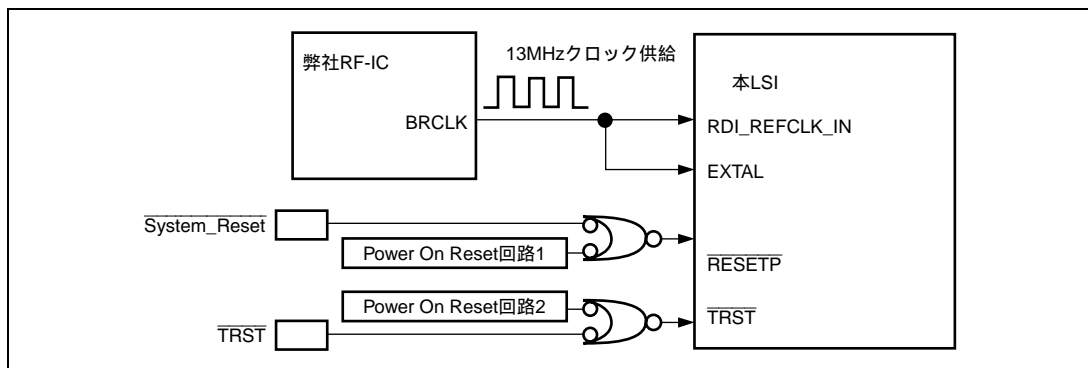 弊社RF-IC
13MHzクロック供給
本LSI
BRCLK
RDI_REFCLK_IN
EXTAL
System_Reset
Power On Reset回路1
RESETP
Power On Reset回路2
TRST
TRST